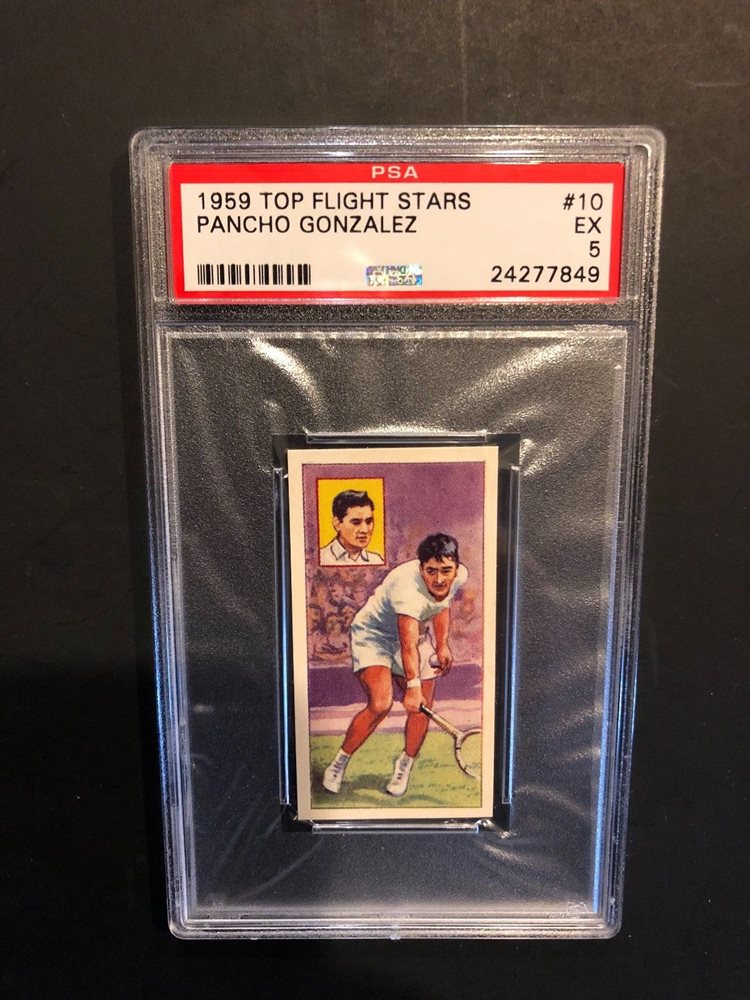 PSA
1959 TOP FLIGHT STARS #10
PANCHO GONZALEZ EX
5
24277849